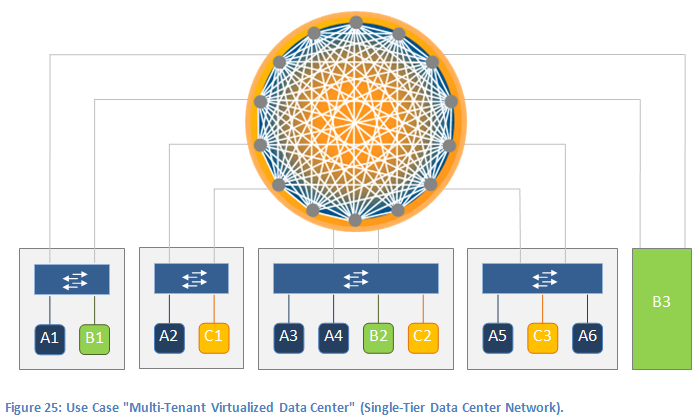 B3
A1 B1 A2 C1 A3 A4 B2 C2 A5 C3 A6
Figure 25: Use Case "Multi-Tenant Virtualized Data Center" (Single-Tier Data Center Network).